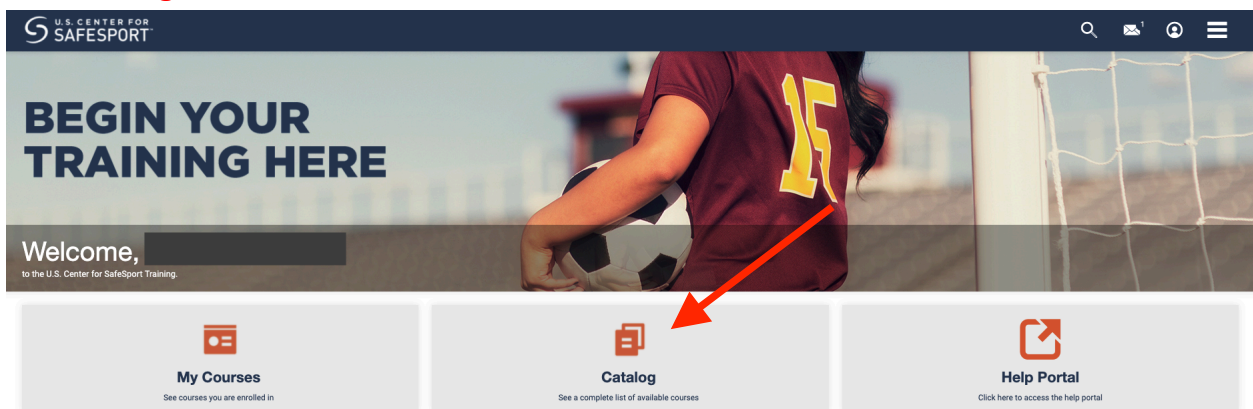 U.S. CENTER FOR
SAFESPORT
1
BEGIN YOUR
TRAINING HERE
15
Welcome,
to the U.S. Center for SafeSport Training.
My Courses
See courses you are enrolled in
Catalog
See a complete list of available courses
Help Portal
Click here to access the help portal